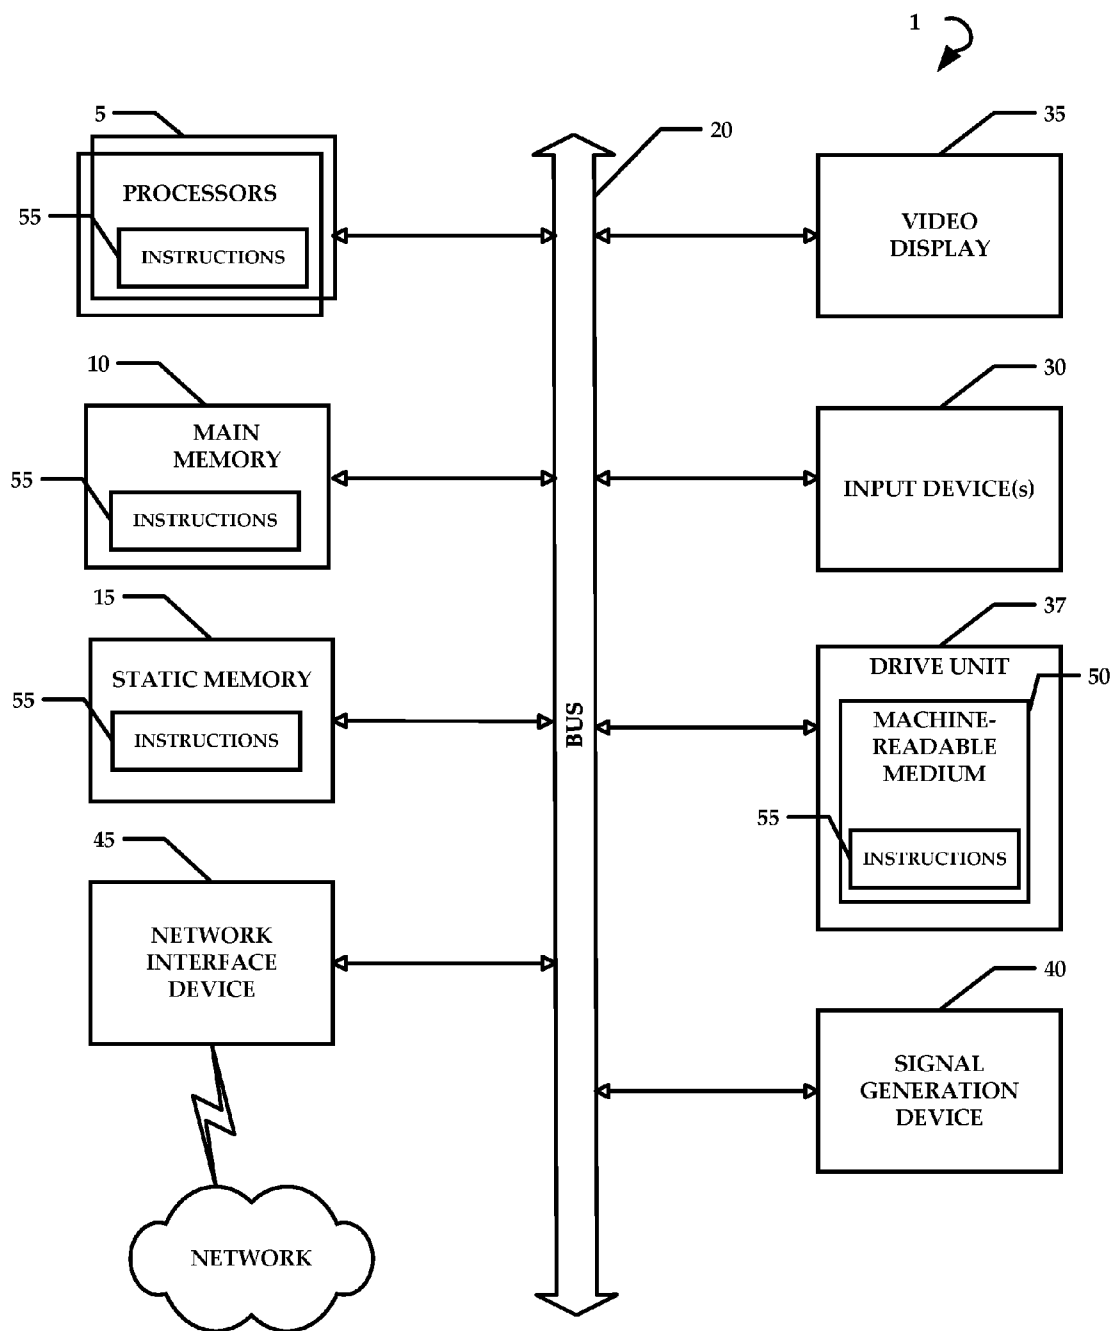 1
5
PROCESSORS
55
INSTRUCTIONS
10
MAIN
MEMORY
55
INSTRUCTIONS
15
STATIC MEMORY
55
INSTRUCTIONS
45
NETWORK
INTERFACE
DEVICE
NETWORK
20
BUS
35
VIDEO
DISPLAY
30
INPUT DEVICE(s)
37
DRIVE UNIT
50
MACHINE-
READABLE
MEDIUM
55
INSTRUCTIONS
40
SIGNAL
GENERATION
DEVICE